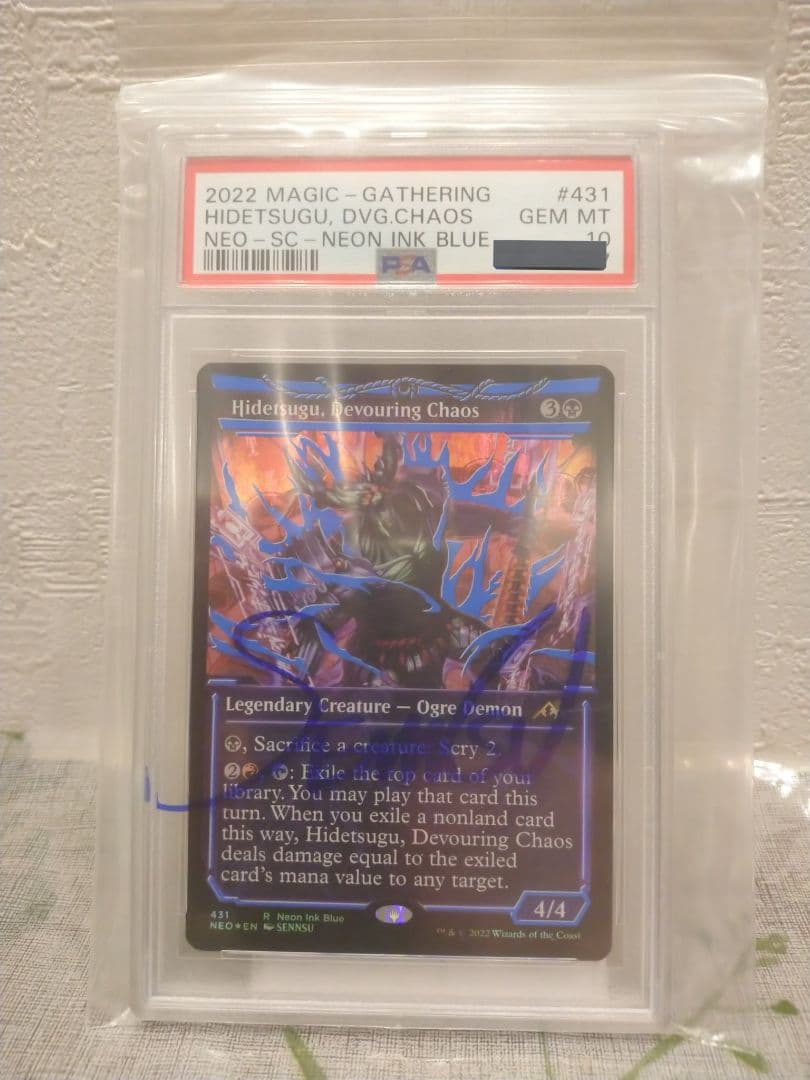 2022 MAGIC - GATHERING #431
HIDETSUGU, DVG.CHAOS GEM MT
NEO - SC - NEON INK BLUE 10
PSA
Hidetsugu, Devouring Chaos 3
Legendary Creature — Ogre Demon
, Sacrifice a creature: Scry 2.
2 , : Exile the top card of your
library. You may play that card this
turn. When you exile a nonland card
this way, Hidetsugu, Devouring Chaos
deals damage equal to the exiled
card's mana value to any target.
4/4
431 R Neon Ink Blue
NEO★EN SENNSU
™ & © 2022 Wizards of the Coast